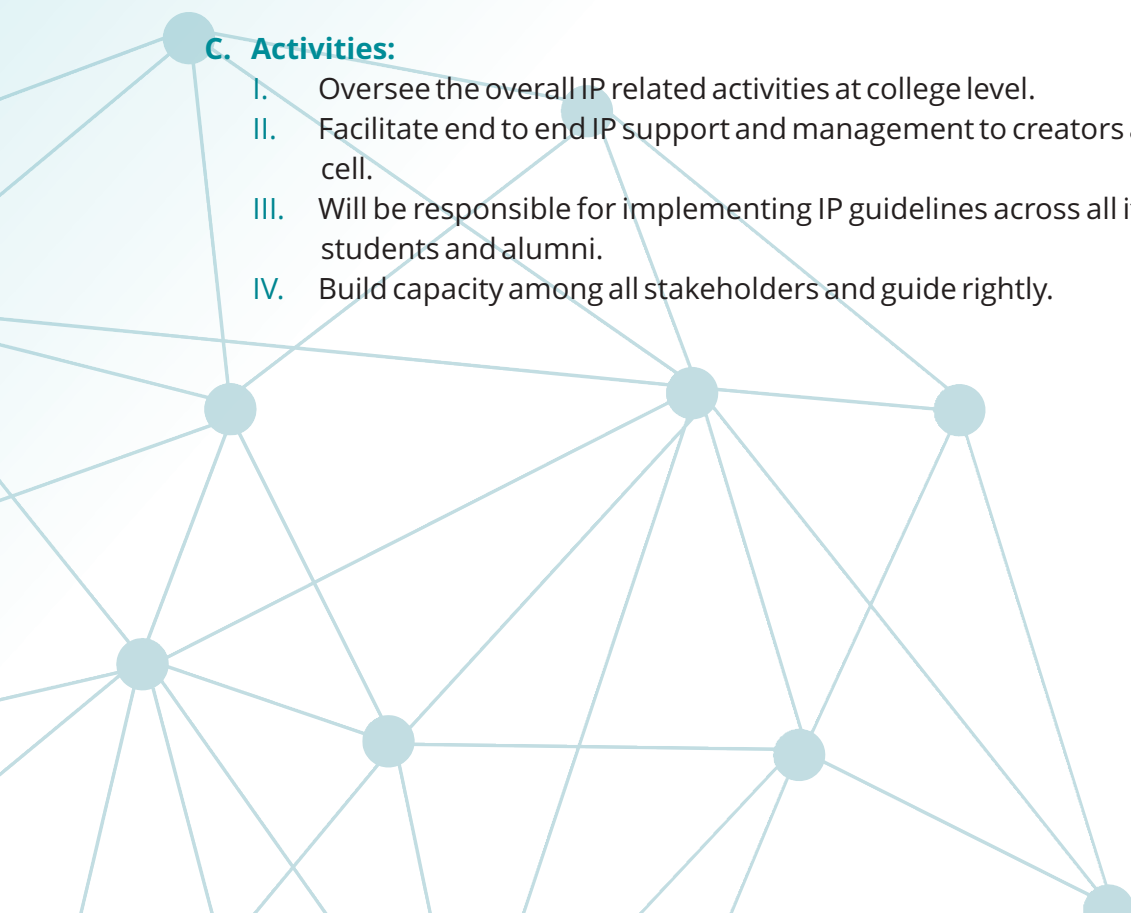 C. Activities:
I. Oversee the overall IP related activities at college level.
II. Facilitate end to end IP support and management to creators
cell.
III. Will be responsible for implementing IP guidelines across all
students and alumni.
IV. Build capacity among all stakeholders and guide rightly.